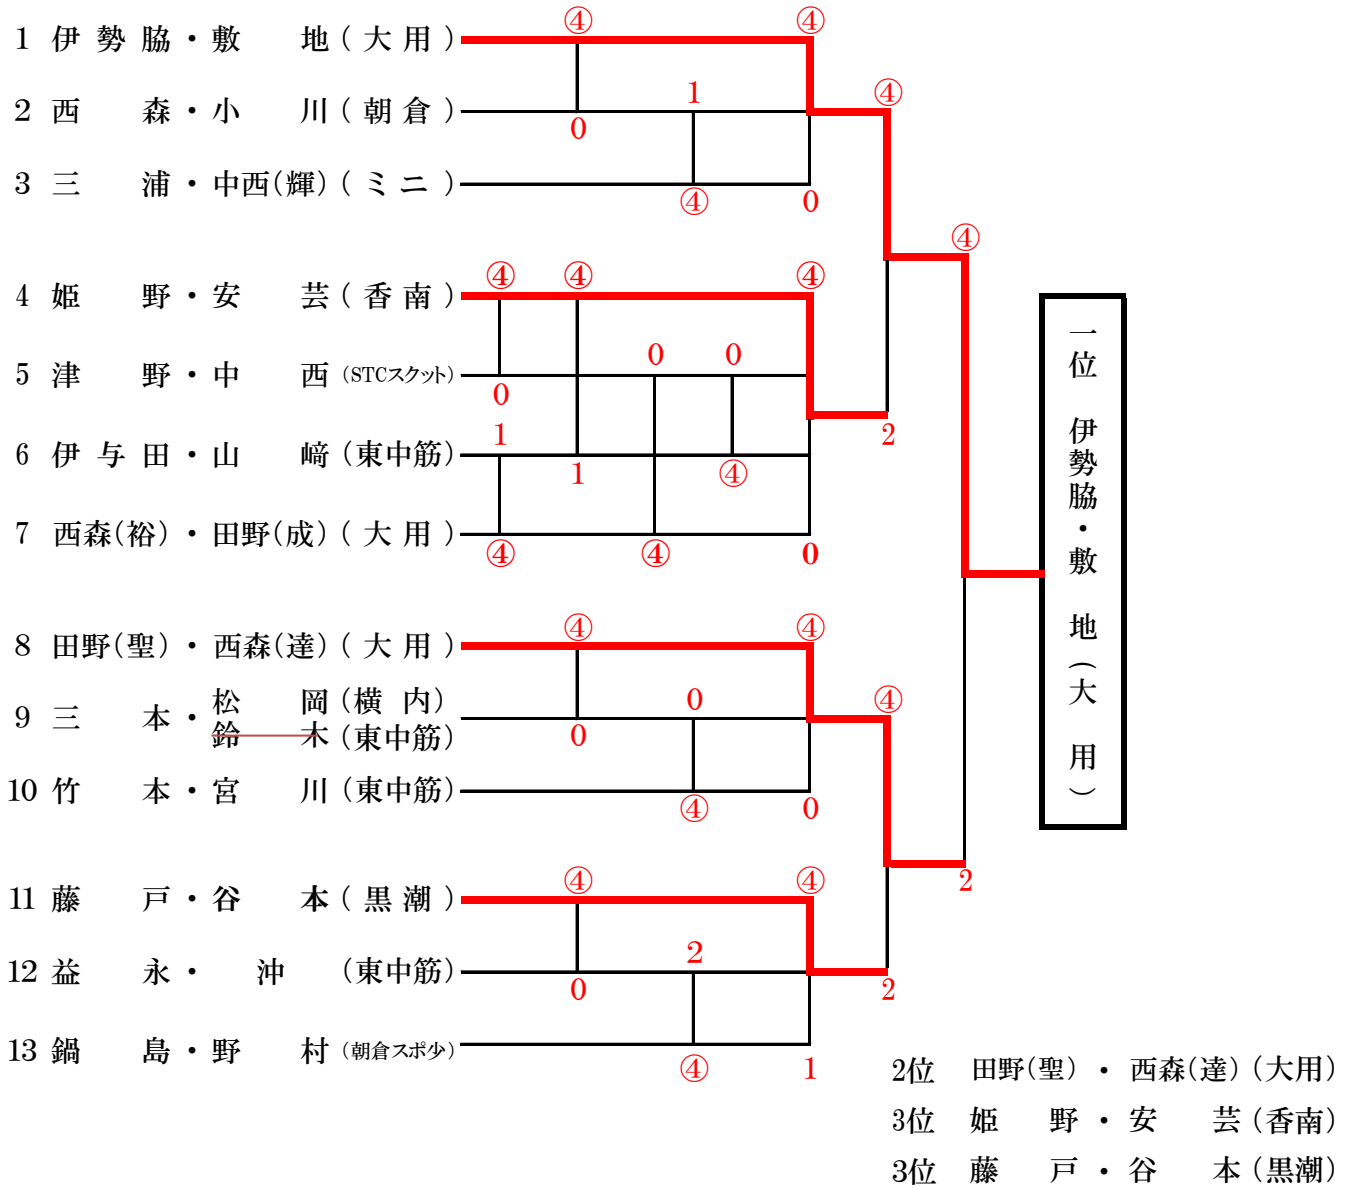 ④ ④
1 伊勢脇・敷地(大用)
1 ④
2 西森・小川(朝倉)
0
3 三浦・中西(輝)(ミニ)
④ 0
④
④ ④ ④
4 姫野・安芸(香南)
0 0
5 津野・中西(STCスクット)
0
1 2
6 伊与田・山﨑(東中筋)
1 ④
7 西森(裕)・田野(成)(大用)
④ ④ 0
一位 伊勢脇・敷地(大用)
④ ④
8 田野(聖)・西森(達)(大用)
松岡(横内)
0 ④
9 三本・
鈴木(東中筋)
0
10 竹本・宮川(東中筋)
④ 0
④ ④ 2
11 藤戸・谷本(黒潮)
2
12 益永・沖(東中筋)
0 2
13 鍋島・野村(朝倉スポ少)
④ 1
2位 田野(聖)・西森(達)(大用)
3位 姫野・安芸(香南)
3位 藤戸・谷本(黒潮)